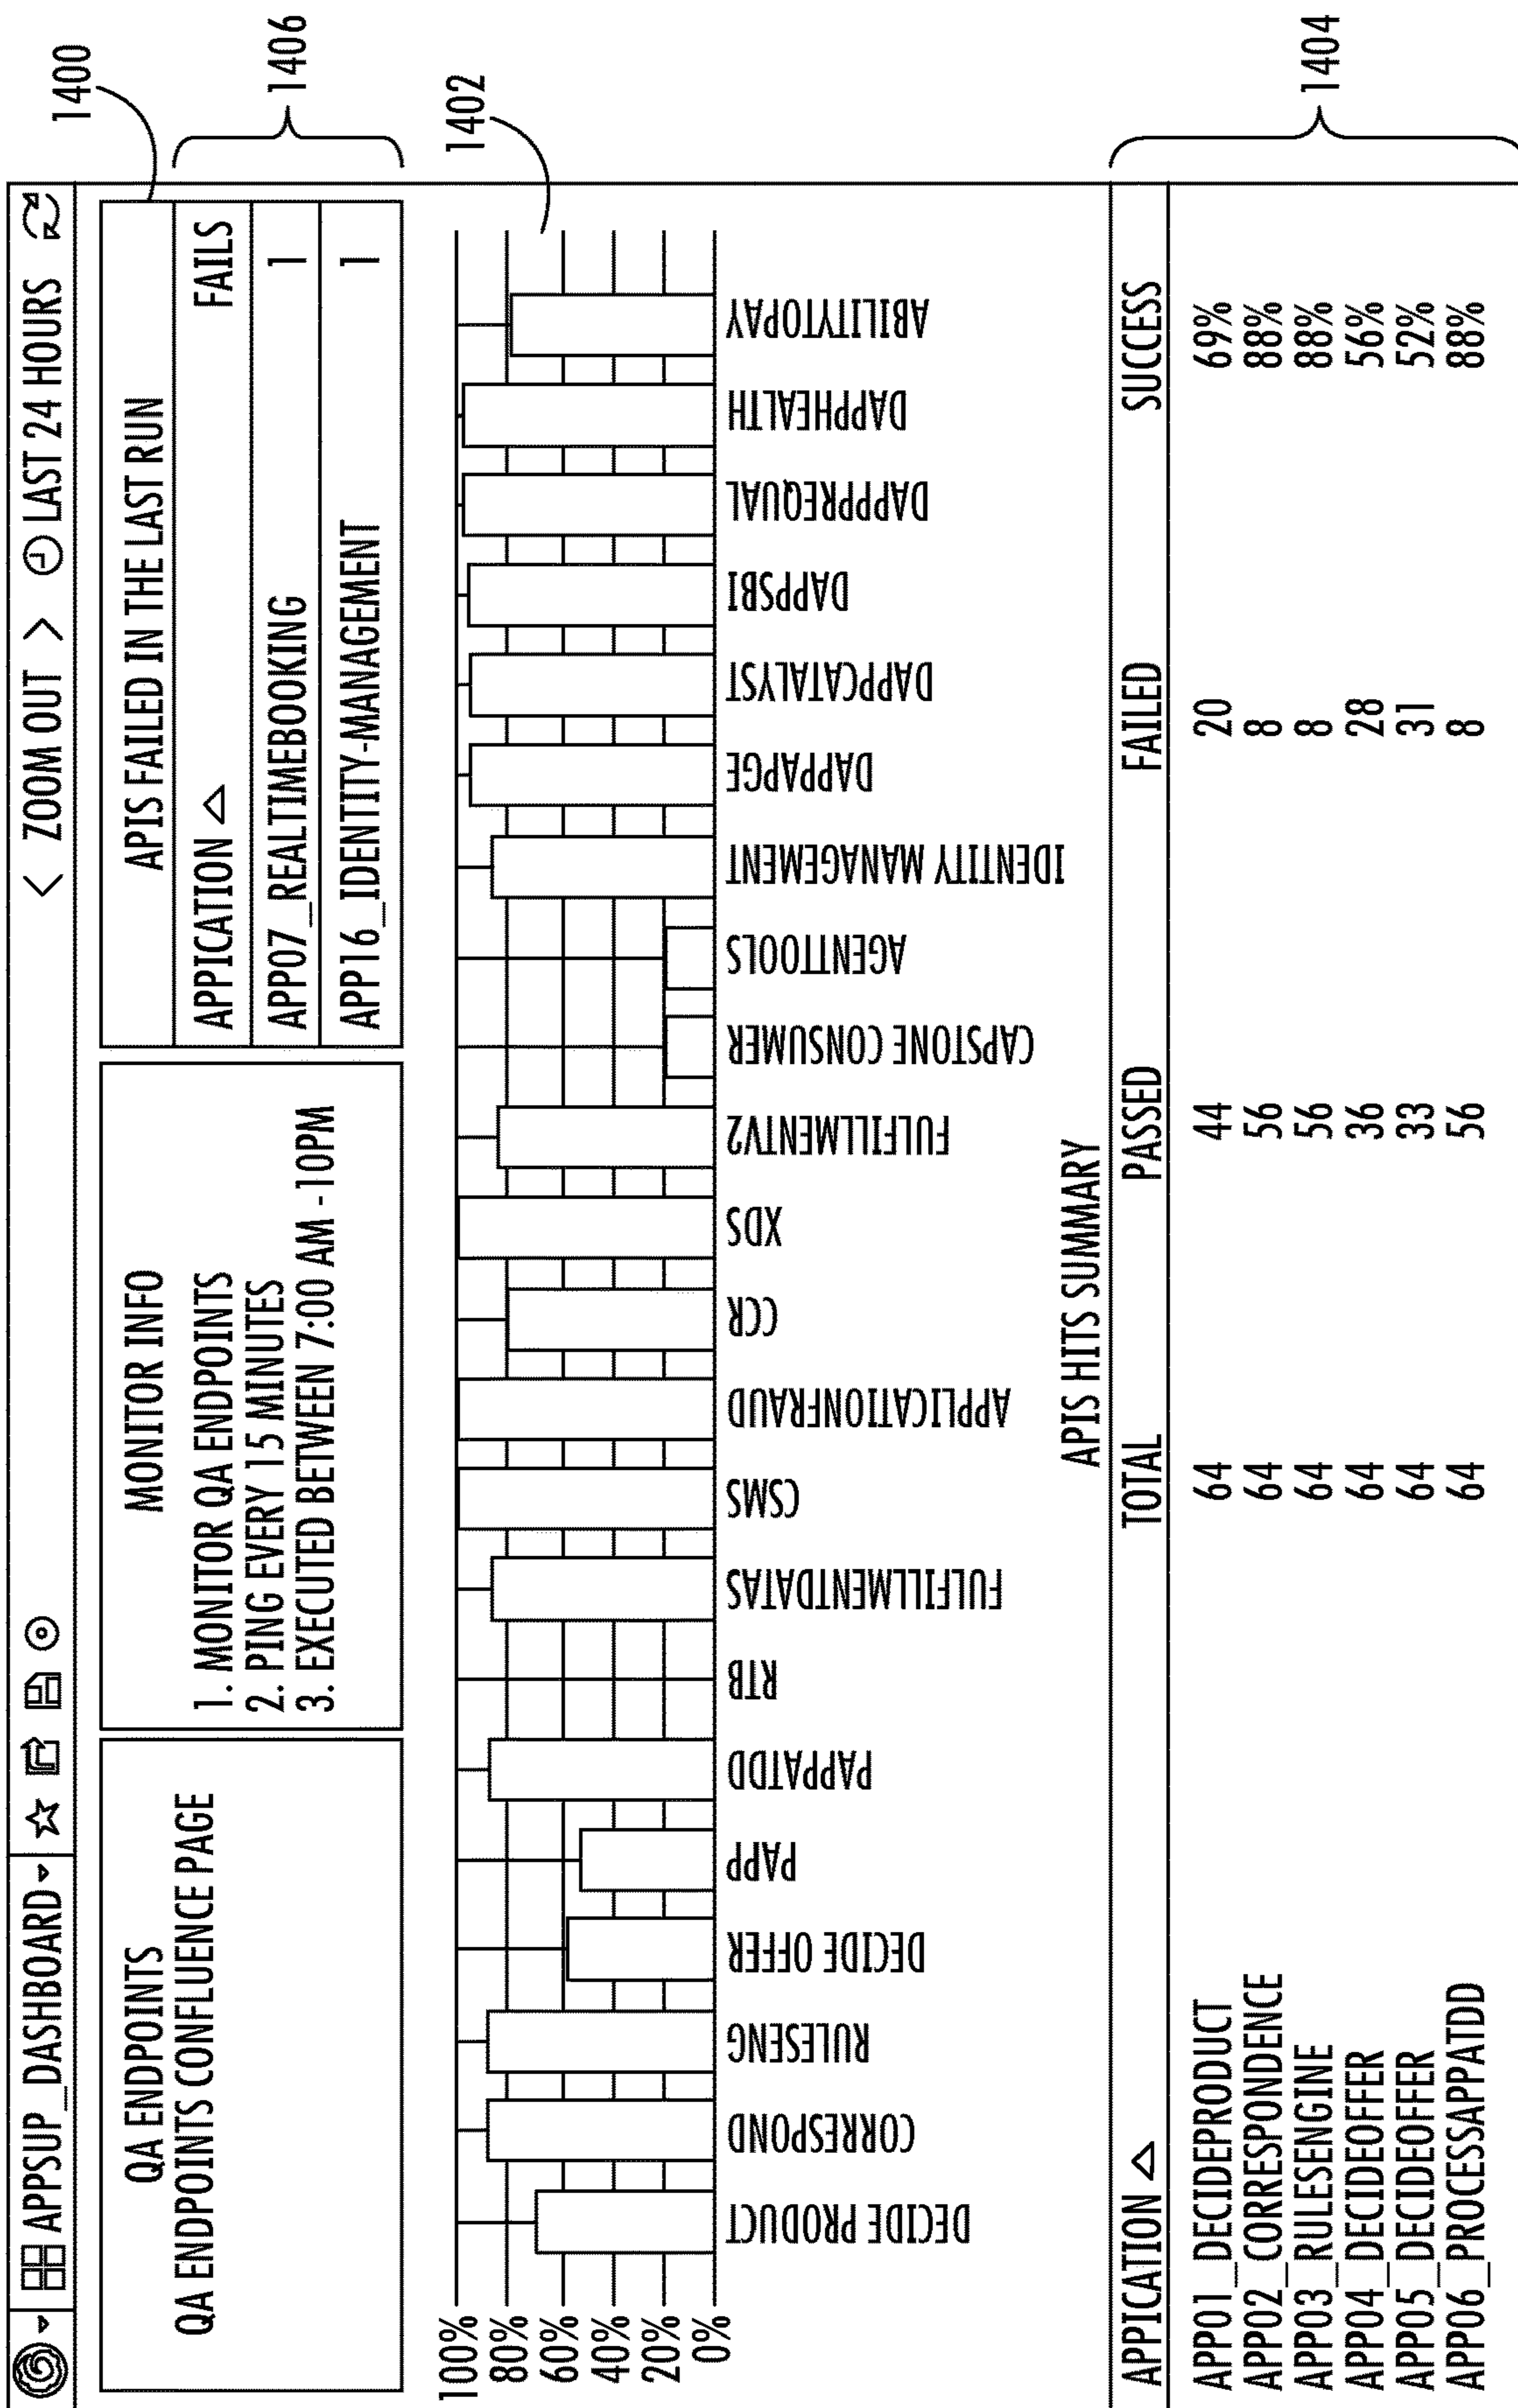 APPSUP_DASHBOARD
< ZOOM OUT >
LAST 24 HOURS
1400
QA ENDPOINTS
QA ENDPOINTS CONFLUENCE PAGE
MONITOR INFO
1. MONITOR QA ENDPOINTS
2. PING EVERY 15 MINUTES
3. EXECUTED BETWEEN 7:00 AM -10PM
APIS FAILED IN THE LAST RUN
APPICATION △ FAILS
APP07_REALTIMEBOOKING 1
APP16_IDENTITY-MANAGEMENT 1
1406
1402
100%
80%
60%
40%
20%
0%
DECIDE PRODUCT
CORRESPOND
RULESENG
DECIDE OFFER
PAPP
PAPPATDD
RTB
FULFILLMENTDATAS
CSMS
APPLICATIONFRAUD
CCR
XDS
FULFILLMENTV2
CAPSTONE CONSUMER
AGENTTOOLS
IDENTITY MANAGEMENT
DAPPAPGE
DAPPCATALYST
DAPPSBI
DAPPPREQUAL
DAPPHEALTH
ABILITYTOPAY
APIS HITS SUMMARY
APPICATION △ TOTAL PASSED FAILED SUCCESS
APP01_DECIDEPRODUCT 64 44 20 69%
APP02_CORRESPONDENCE 64 56 8 88%
APP03_RULESENGINE 64 56 8 88%
APP04_DECIDEOFFER 64 36 28 56%
APP05_DECIDEOFFER 64 33 31 52%
APP06_PROCESSAPPATDD 64 56 8 88%
1404